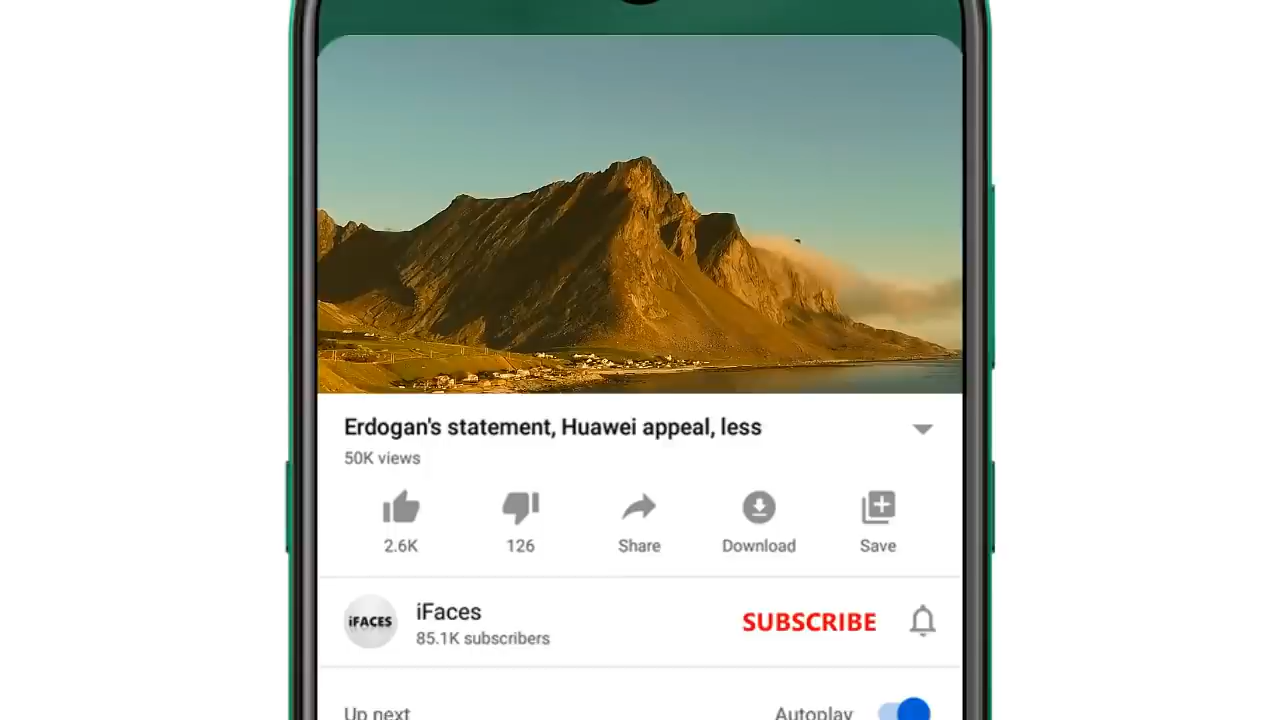 Erdogan's statement, Huawei appeal, less
50K views
2.6K
126
Share
Download
Save
iFACES
iFaces
85.1K subscribers
SUBSCRIBE
Up next
Autoplay